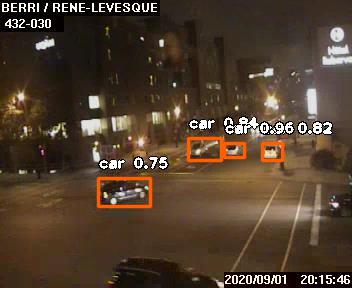 BERRI / RENE-LEVESQUE
432-030
Hôtel
car 0.84
car 0.96 0.82
car 0.75
2020/09/01 20:15:46